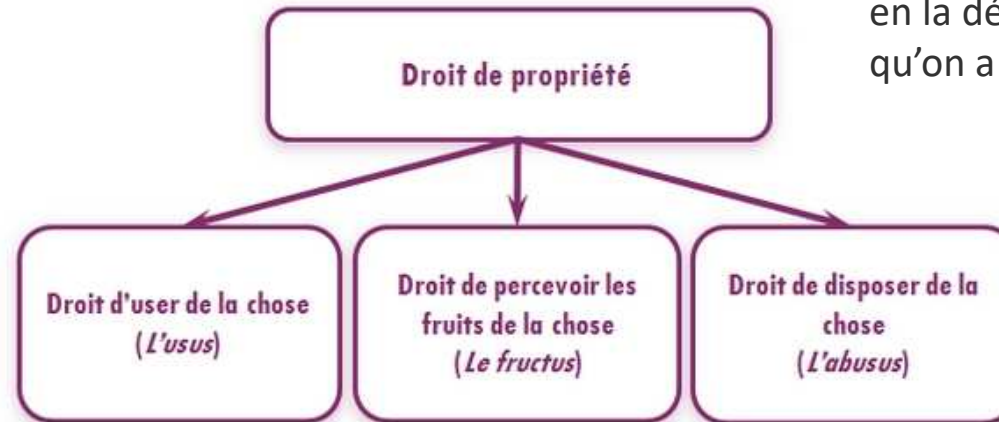 en la dé
qu'on a
Droit de propriété
Droit d'user de la chose
(L'usus)
Droit de percevoir les
fruits de la chose
(Le fructus)
Droit de disposer de la
chose
(L'abusus)